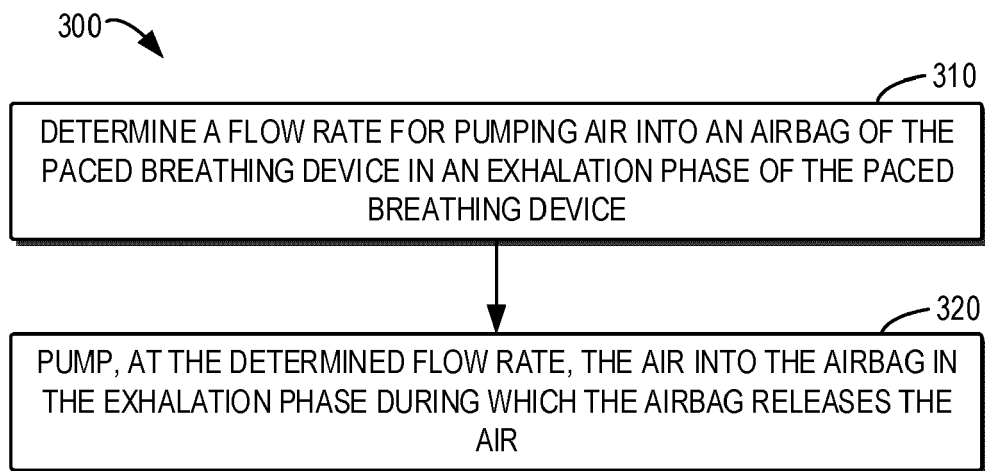 300
310
DETERMINE A FLOW RATE FOR PUMPING AIR INTO AN AIRBAG OF THE
PACED BREATHING DEVICE IN AN EXHALATION PHASE OF THE PACED
BREATHING DEVICE
320
PUMP, AT THE DETERMINED FLOW RATE, THE AIR INTO THE AIRBAG IN
THE EXHALATION PHASE DURING WHICH THE AIRBAG RELEASES THE
AIR